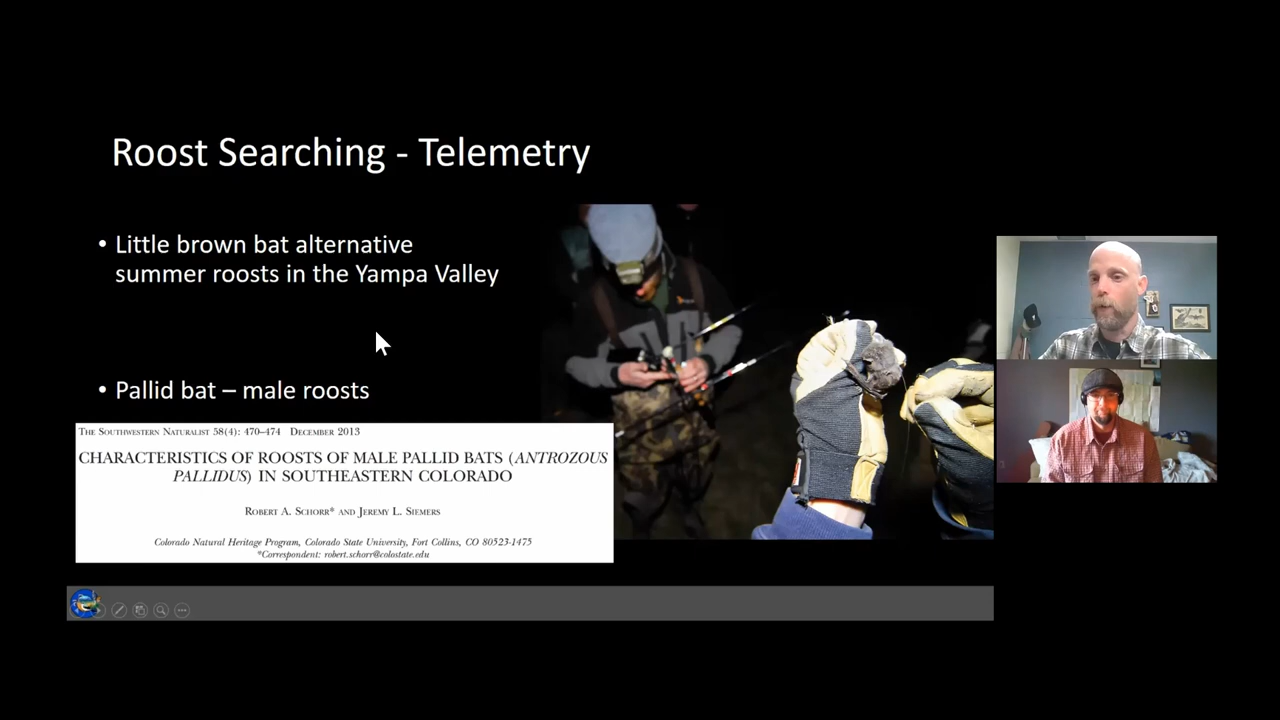 Roost Searching - Telemetry
• Little brown bat alternative
summer roosts in the Yampa Valley
• Pallid bat – male roosts
The Southwestern Naturalist 58(4): 470–474 December 2013
CHARACTERISTICS OF ROOSTS OF MALE PALLID BATS (ANTROZOUS
PALLIDUS) IN SOUTHEASTERN COLORADO
Robert A. Schorr* and Jeremy L. Siemers
Colorado Natural Heritage Program, Colorado State University, Fort Collins, CO 80523-1475
*Correspondent: robert.schorr@colostate.edu